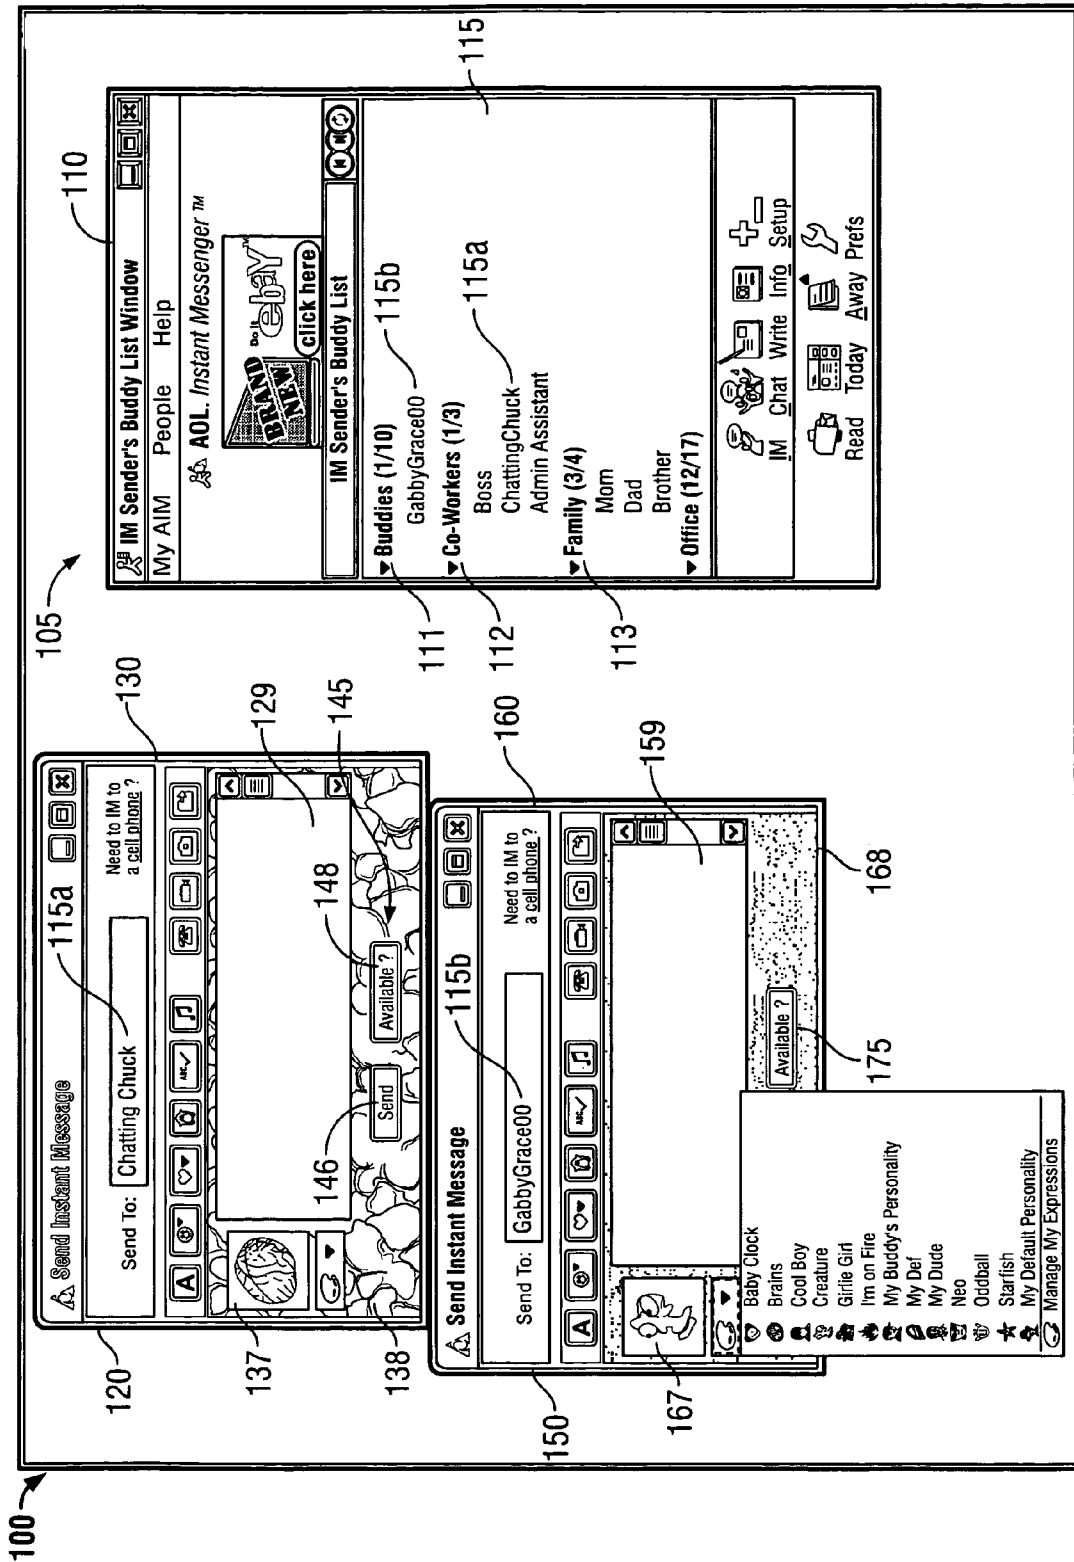 100
105
110
IM Sender's Buddy List Window
My AIM People Help
AOL. Instant Messenger TM
BRAND NEW
Do It
ebaY TM
click here
IM Sender's Buddy List
115
Buddies (1/10)
111
GabbyGrace00
115b
Co-Workers (1/3)
112
Boss
ChattingChuck
115a
Admin Assistant
Family (3/4)
113
Mom
Dad
Brother
Office (12/17)
IM Chat Write Info Setup
Read Today Away Prefs
120
130
Send Instant Message
115a
Send To: Chatting Chuck
Need to IM to
a cell phone?
A ABC
129
137
138
145
146
148
Send
Available ?
150
160
Send Instant Message
115b
Send To: GabbyGrace00
Need to IM to
a cell phone?
A ABC
159
167
168
Available ?
175
Baby Clock
Brains
Cool Boy
Creature
Girlie Girl
I'm on Fire
My Buddy's Personality
My Def
My Dude
Neo
Oddball
Starfish
My Default Personality
Manage My Expressions